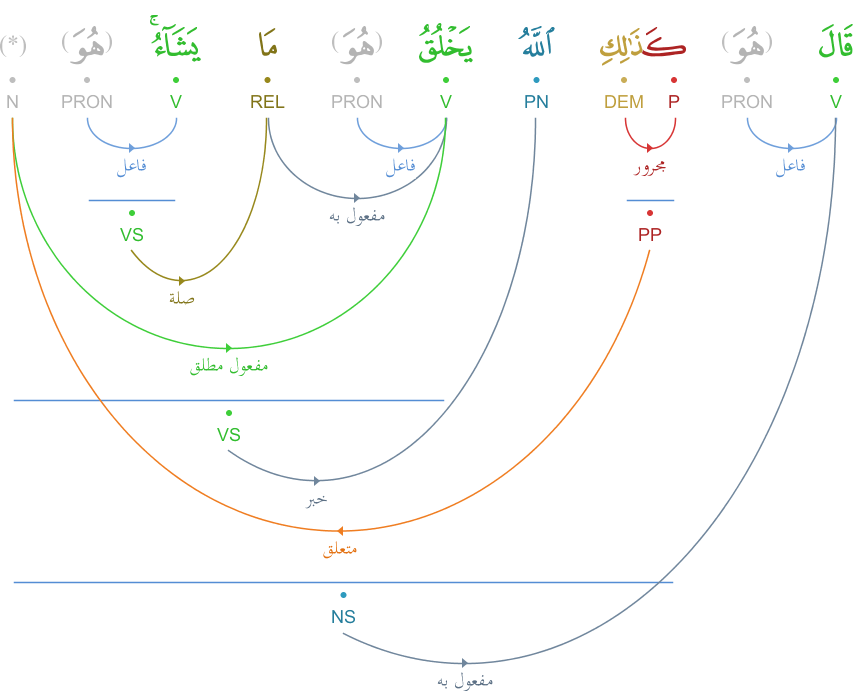 قَالَ (هُوَ) كَذَٰلِكِ ٱللَّهُ يَخْلُقُ (هُوَ) مَا يَشَآءُ ۚ (هُوَ) (*)
V PRON P DEM PN V PRON REL V PRON N
فاعل مجرور فاعل فاعل
مفعول به
VS PP
صلة
مفعول مطلق
VS
خبر
متعلق
NS
مفعول به